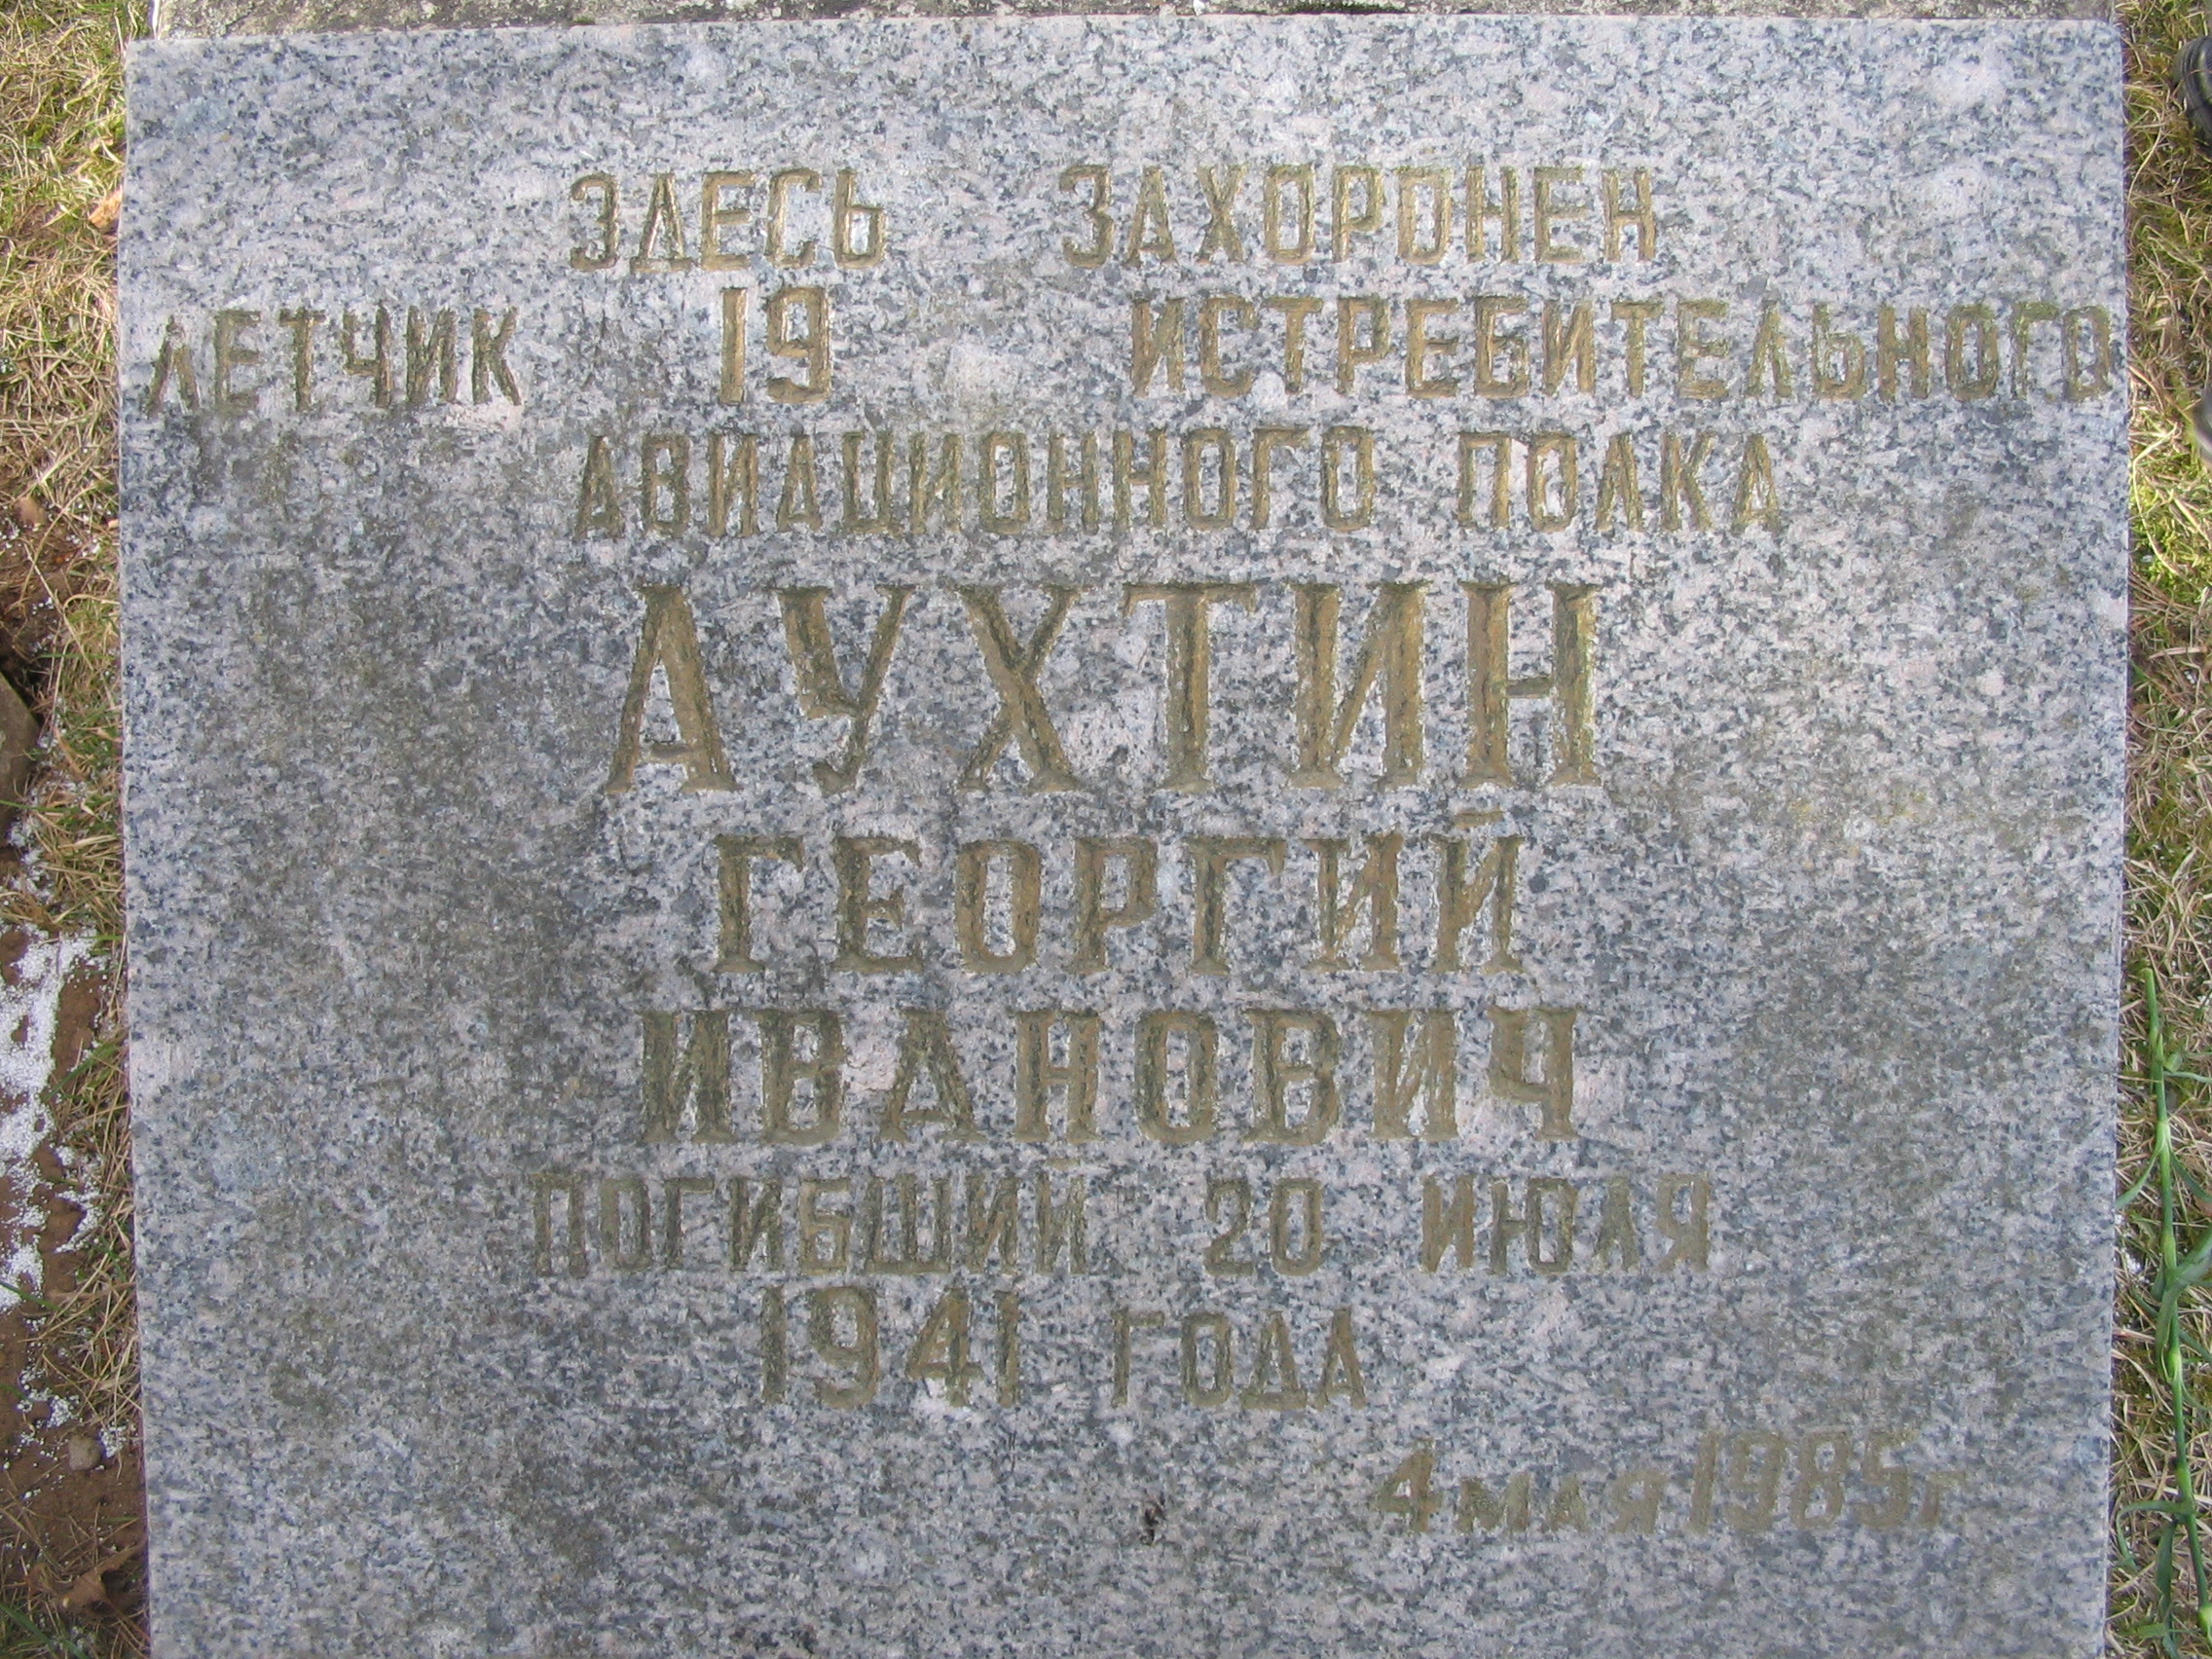 ЗДЕСЬ ЗАХОРОНЕН
ЛЕТЧИК 19 ИСТРЕБИТЕЛЬНОГО
АВИАЦИОННОГО ПОЛКА
АУХТИН
ГЕОРГИЙ
ИВАНОВИЧ
ПОГИБШИЙ 20 ИЮЛЯ
1941 ГОДА
4 мая 1985 г